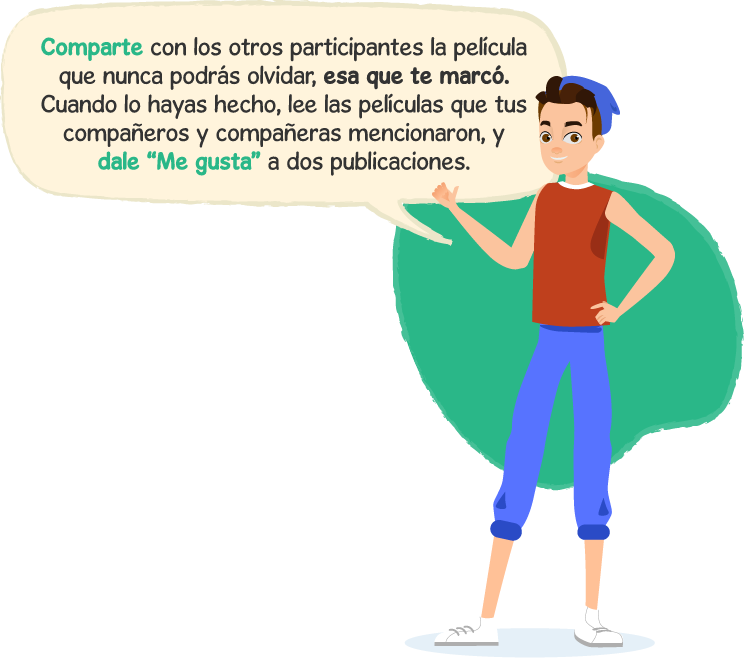 Comparte con los otros participantes la película
que nunca podrás olvidar, esa que te marcó.
Cuando lo hayas hecho, lee las películas que tus
compañeros y compañeras mencionaron, y
dale “Me gusta” a dos publicaciones.